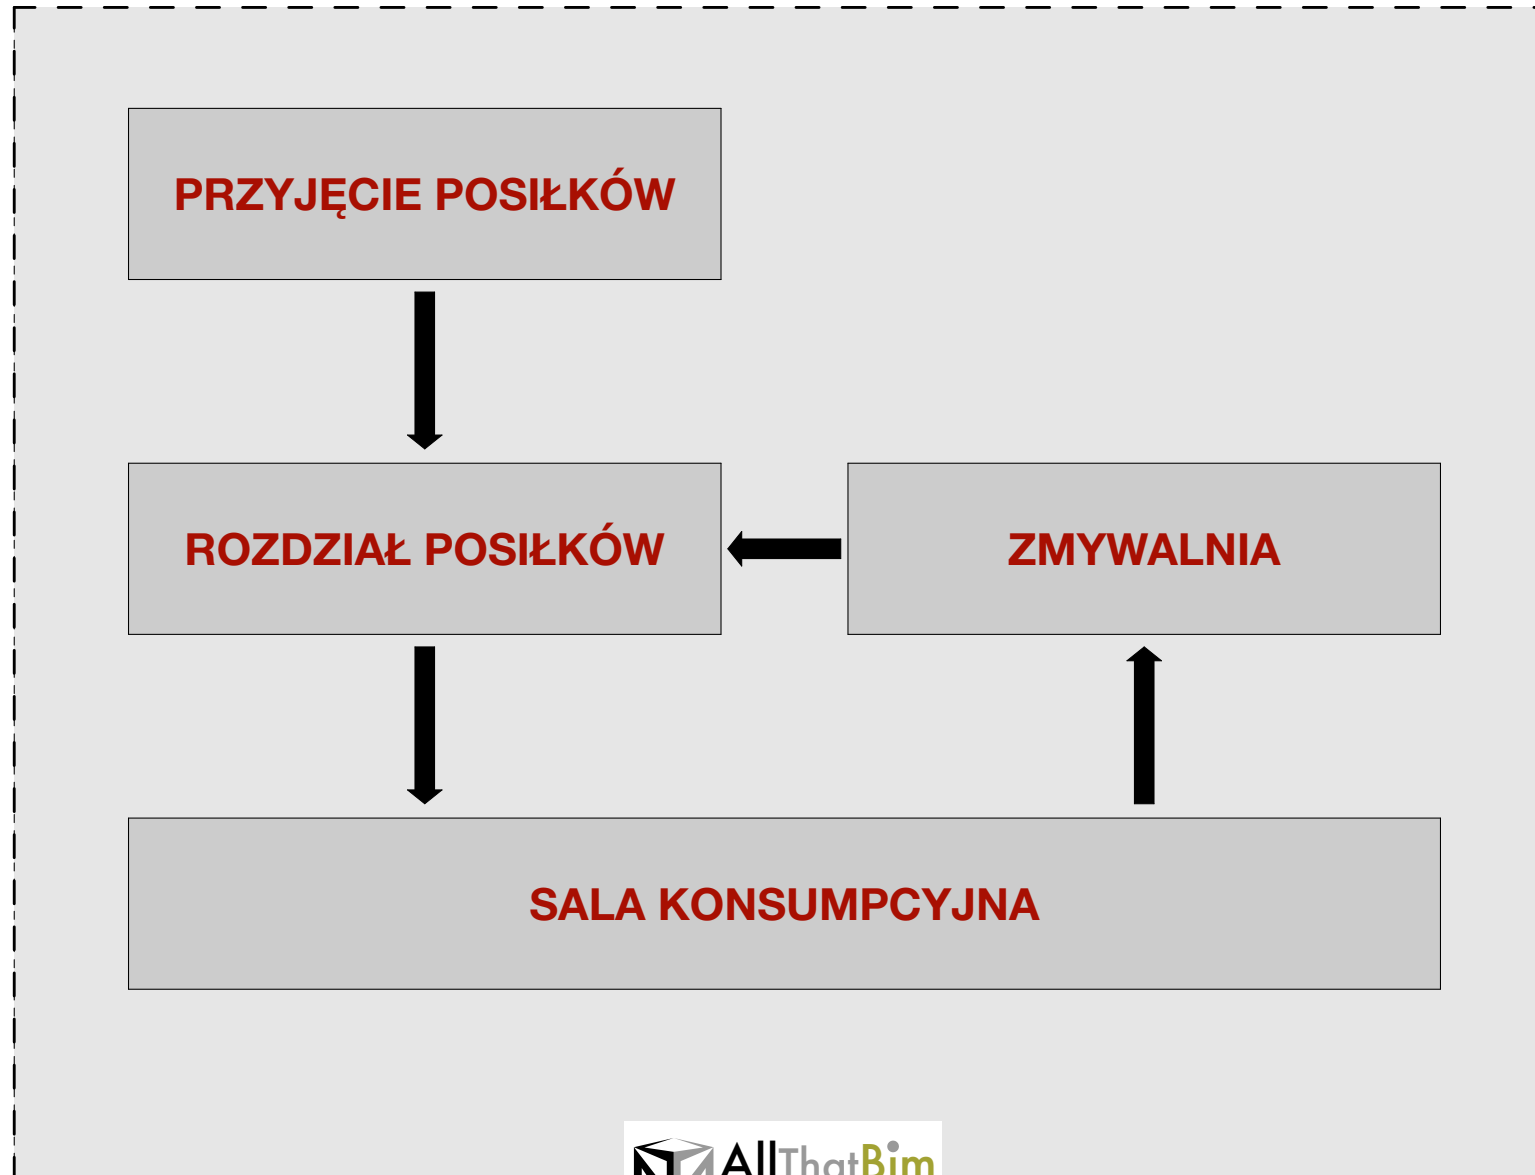 PRZYJĘCIE POSIŁKÓW
ROZDZIAŁ POSIŁKÓW
ZMYWALNIA
SALA KONSUMPCYJNA
AllThatBim